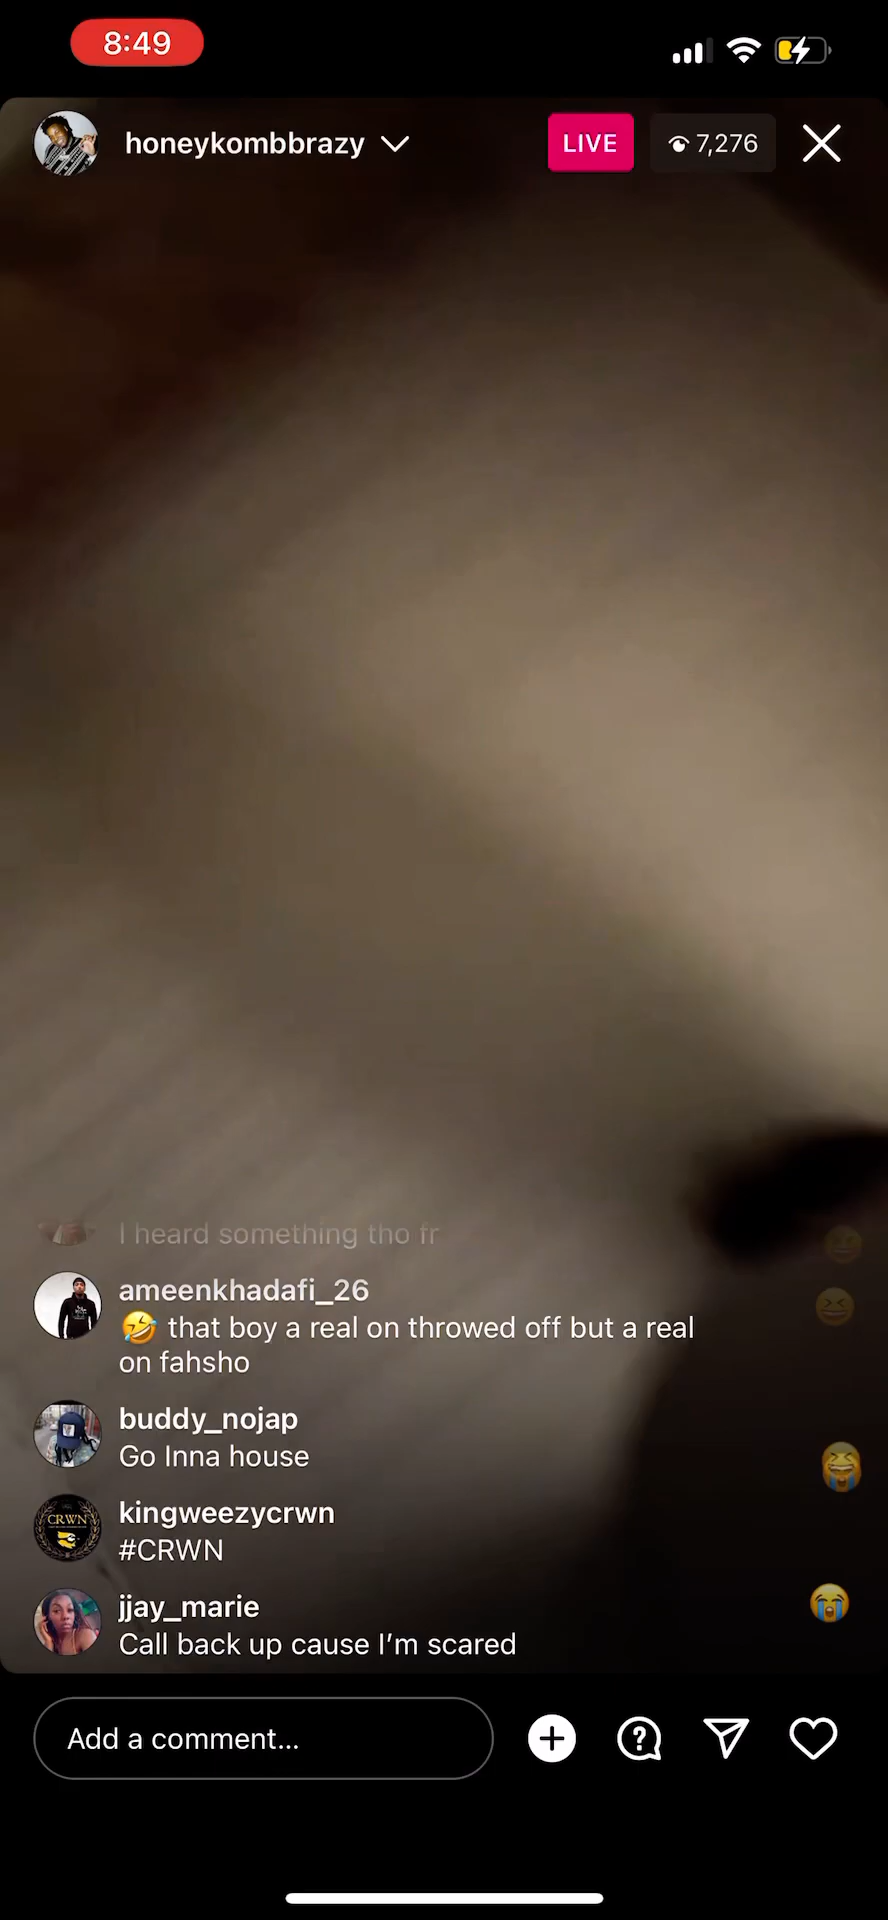 8:49
honeykombbrazy
LIVE
7,276
I heard something tho fr
ameenkhadafi_26
🤣 that boy a real on throwed off but a real
on fahsho
buddy_nojap
Go Inna house
CRWN
kingweezycrwn
#CRWN
jjay_marie
Call back up cause I’m scared
Add a comment...